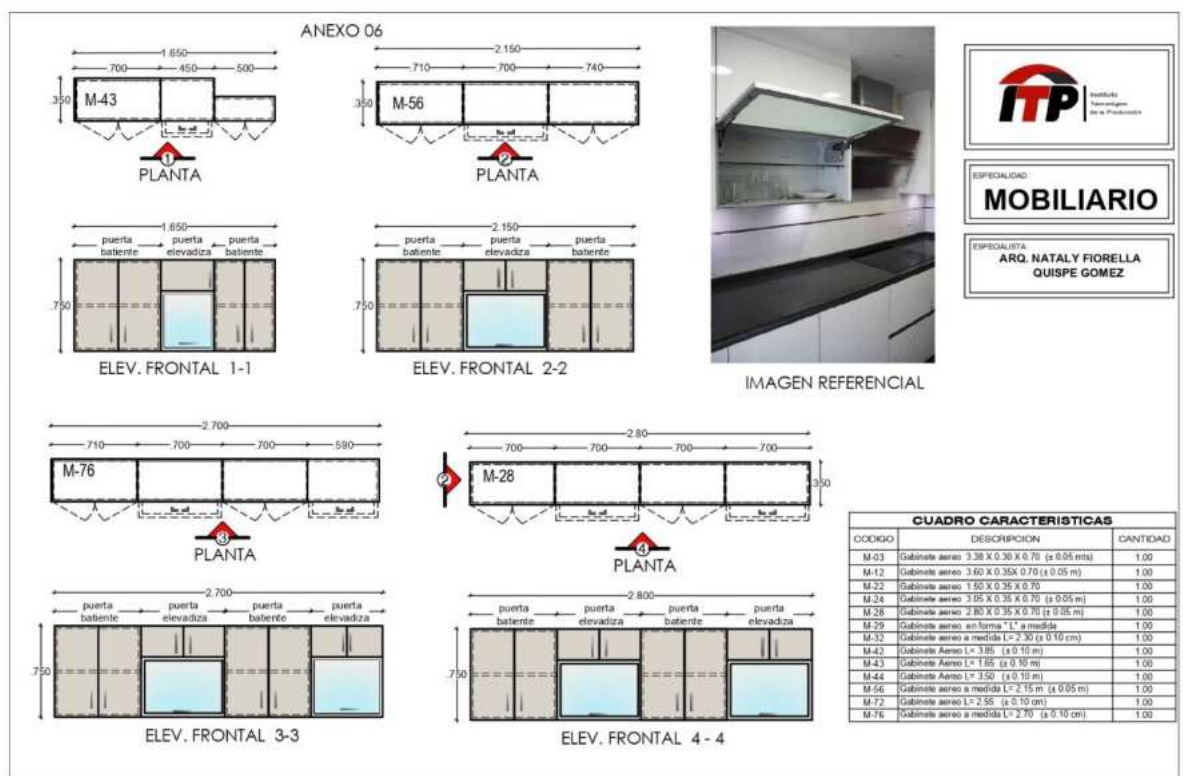 ANEXO 06
1.650
.700 .450 .500
.350
M-43
1
PLANTA
2.150
.710 .700 .740
.350
M-56
2
PLANTA
1.650
puerta batiente
puerta elevadiza
puerta batiente
.750
ELEV. FRONTAL 1-1
2.150
puerta batiente
puerta elevadiza
puerta batiente
.750
ELEV. FRONTAL 2-2
IMAGEN REFERENCIAL
ITP
Instituto
Tecnológico
de la Producción
ESPECIALIDAD:
MOBILIARIO
ESPECIALISTA:
ARQ. NATALY FIORELLA
QUISPE GOMEZ
2.700
.710 .700 .700 .590
M-76
3
PLANTA
2.80
.700 .700 .700 .700
2
M-28
.350
4
PLANTA
2.700
puerta batiente
puerta elevadiza
puerta batiente
puerta elevadiza
.750
ELEV. FRONTAL 3-3
2.800
puerta batiente
puerta elevadiza
puerta batiente
puerta elevadiza
.750
ELEV. FRONTAL 4 - 4
CUADRO CARACTERISTICAS
CODIGO DESCRIPCION CANTIDAD
M-03 Gabinete aereo 3.38 X 0.30 X 0.70 (± 0.05 mts) 1.00
M-12 Gabinete aereo 3.60 X 0.35X 0.70 (± 0.05 m) 1.00
M-22 Gabinete aereo 1.50 X 0.35 X 0.70 1.00
M-24 Gabinete aereo 3.05 X 0.35 X 0.70 (± 0.05 m) 1.00
M-28 Gabinete aereo 2.80 X 0.35 X 0.70 (± 0.05 m) 1.00
M-29 Gabinete aereo en forma " L" a medida 1.00
M-32 Gabinete aereo a medida L= 2.30 (± 0.10 cm) 1.00
M-42 Gabinete Aereo L= 3.85 (± 0.10 m) 1.00
M-43 Gabinete Aereo L= 1.65 (± 0.10 m) 1.00
M-44 Gabinete Aereo L= 3.50 (± 0.10 m) 1.00
M-56 Gabinete aereo a medida L= 2.15 m (± 0.05 m) 1.00
M-72 Gabinete aereo L= 2.55 (± 0.10 cm) 1.00
M-76 Gabinete aereo a medida L= 2.70 (± 0.10 cm) 1.00